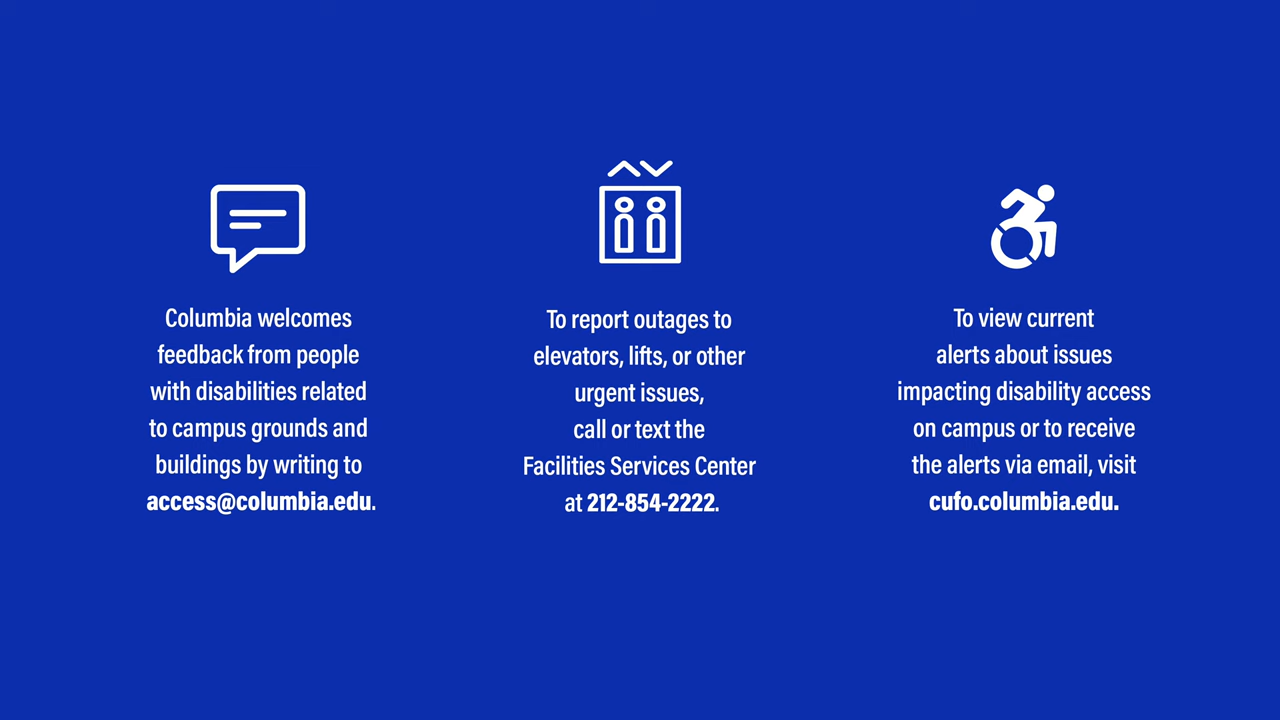 Columbia welcomes
feedback from people
with disabilities related
to campus grounds and
buildings by writing to
access@columbia.edu.
To report outages to
elevators, lifts, or other
urgent issues,
call or text the
Facilities Services Center
at 212-854-2222.
To view current
alerts about issues
impacting disability access
on campus or to receive
the alerts via email, visit
cufo.columbia.edu.